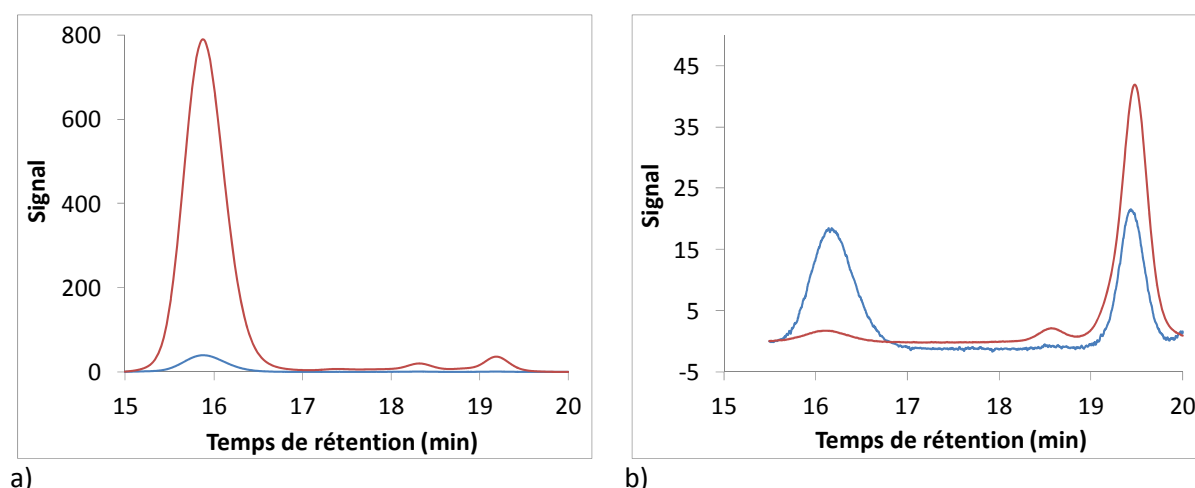 800
600
400
200
0
Signal
15 16 17 18 19 20
Temps de rétention (min)
a)
45
35
25
15
5
-5
Signal
15 16 17 18 19 20
Temps de rétention (min)
b)